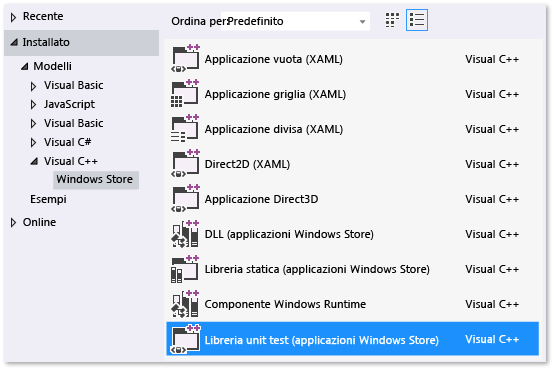 Recente
Installato
Modelli
Visual Basic
JavaScript
Visual Basic
Visual C#
Visual C++
Windows Store
Esempi
Online
Ordina per: Predefinito
Applicazione vuota (XAML) Visual C++
Applicazione griglia (XAML) Visual C++
Applicazione divisa (XAML) Visual C++
Direct2D (XAML) Visual C++
Applicazione Direct3D Visual C++
DLL (applicazioni Windows Store) Visual C++
Libreria statica (applicazioni Windows Store) Visual C++
Componente Windows Runtime Visual C++
Libreria unit test (applicazioni Windows Store) Visual C++